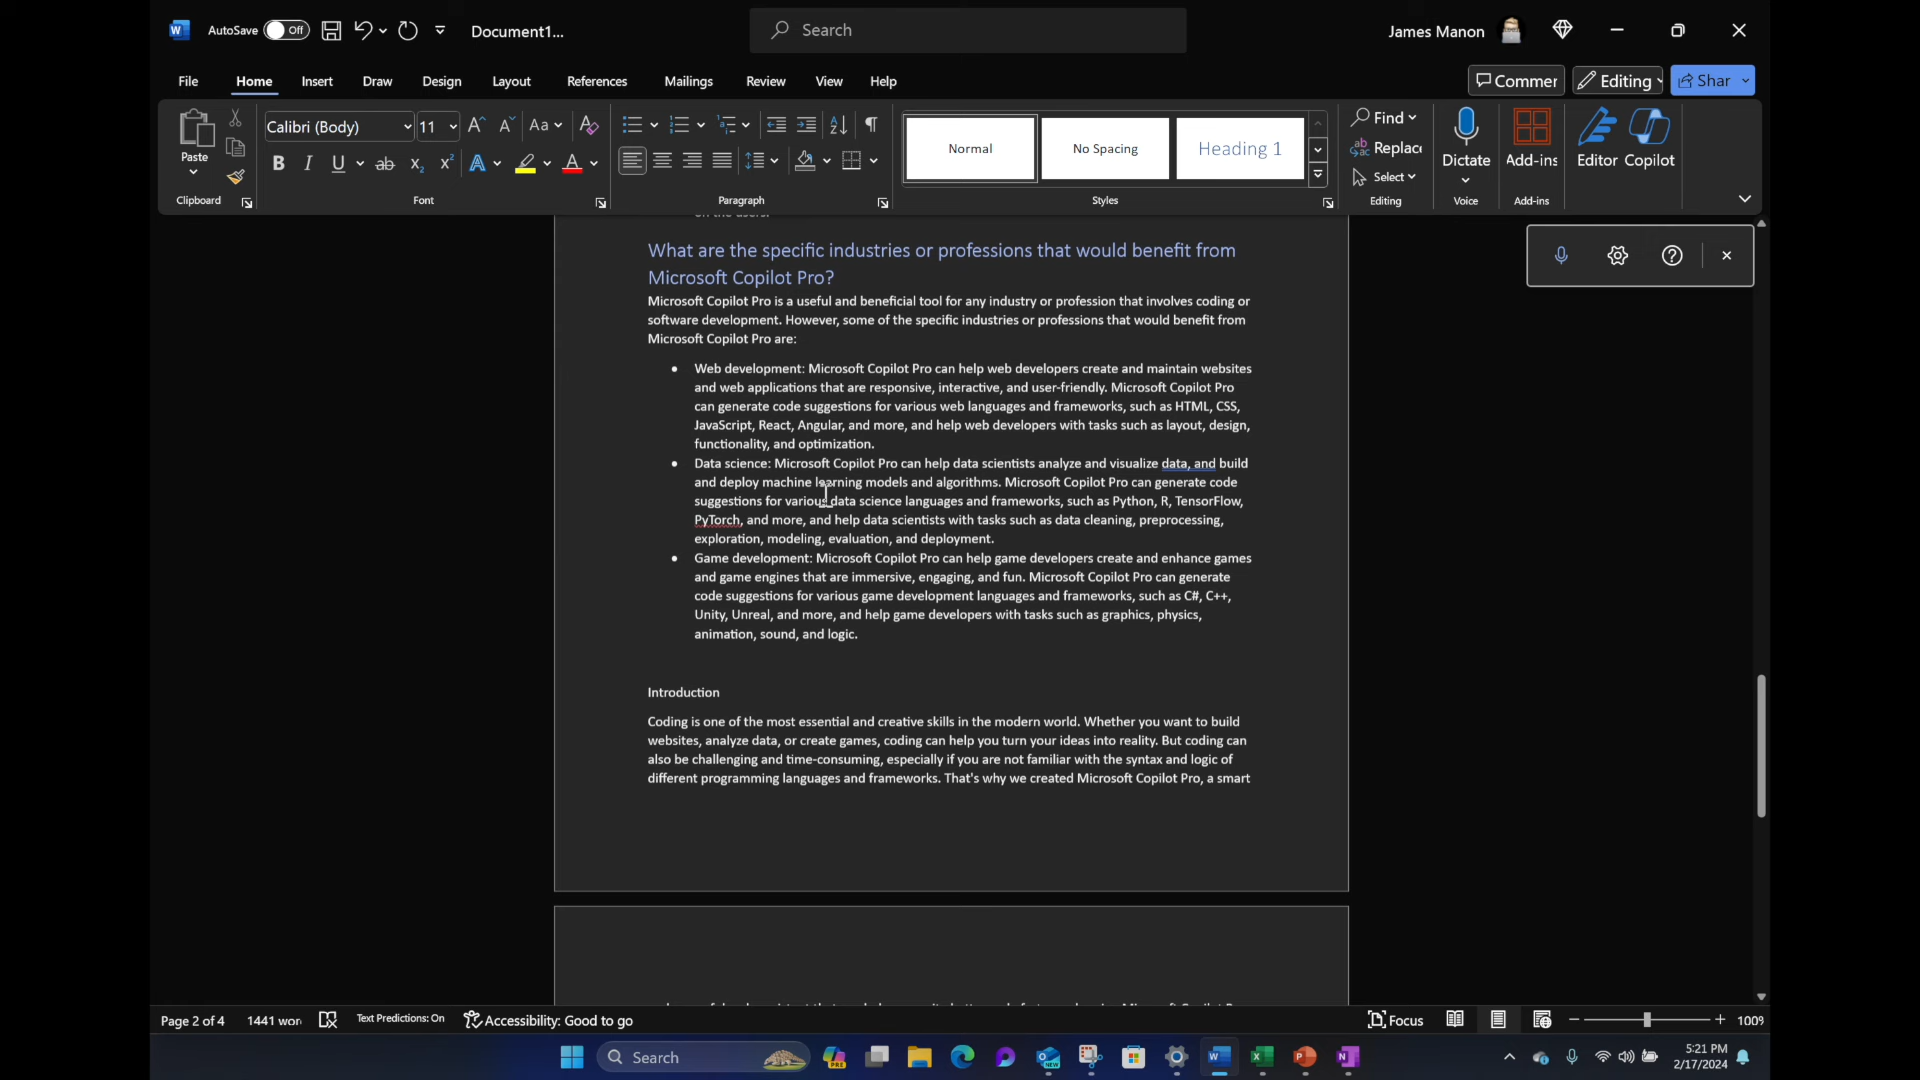 AutoSave
Off
Document1...
Search
James Manon
File
Home
Insert
Draw
Design
Layout
References
Mailings
Review
View
Help
Commer
Editing
Shar
Paste
Clipboard
Calibri (Body)
11
Font
Paragraph
Normal
No Spacing
Heading 1
Styles
Find
Replace
Select
Editing
Dictate
Voice
Add-ins
Add-ins
Editor
Copilot
on the users.
What are the specific industries or professions that would benefit from
Microsoft Copilot Pro?
Microsoft Copilot Pro is a useful and beneficial tool for any industry or profession that involves coding or
software development. However, some of the specific industries or professions that would benefit from
Microsoft Copilot Pro are:
• Web development: Microsoft Copilot Pro can help web developers create and maintain websites
and web applications that are responsive, interactive, and user-friendly. Microsoft Copilot Pro
can generate code suggestions for various web languages and frameworks, such as HTML, CSS,
JavaScript, React, Angular, and more, and help web developers with tasks such as layout, design,
functionality, and optimization.
• Data science: Microsoft Copilot Pro can help data scientists analyze and visualize data, and build
and deploy machine learning models and algorithms. Microsoft Copilot Pro can generate code
suggestions for various data science languages and frameworks, such as Python, R, TensorFlow,
PyTorch, and more, and help data scientists with tasks such as data cleaning, preprocessing,
exploration, modeling, evaluation, and deployment.
• Game development: Microsoft Copilot Pro can help game developers create and enhance games
and game engines that are immersive, engaging, and fun. Microsoft Copilot Pro can generate
code suggestions for various game development languages and frameworks, such as C#, C++,
Unity, Unreal, and more, and help game developers with tasks such as graphics, physics,
animation, sound, and logic.
Introduction
Coding is one of the most essential and creative skills in the modern world. Whether you want to build
websites, analyze data, or create games, coding can help you turn your ideas into reality. But coding can
also be challenging and time-consuming, especially if you are not familiar with the syntax and logic of
different programming languages and frameworks. That's why we created Microsoft Copilot Pro, a smart
Page 2 of 4
1441 wor
Text Predictions: On
Accessibility: Good to go
Focus
100%
Search
5:21 PM
2/17/2024